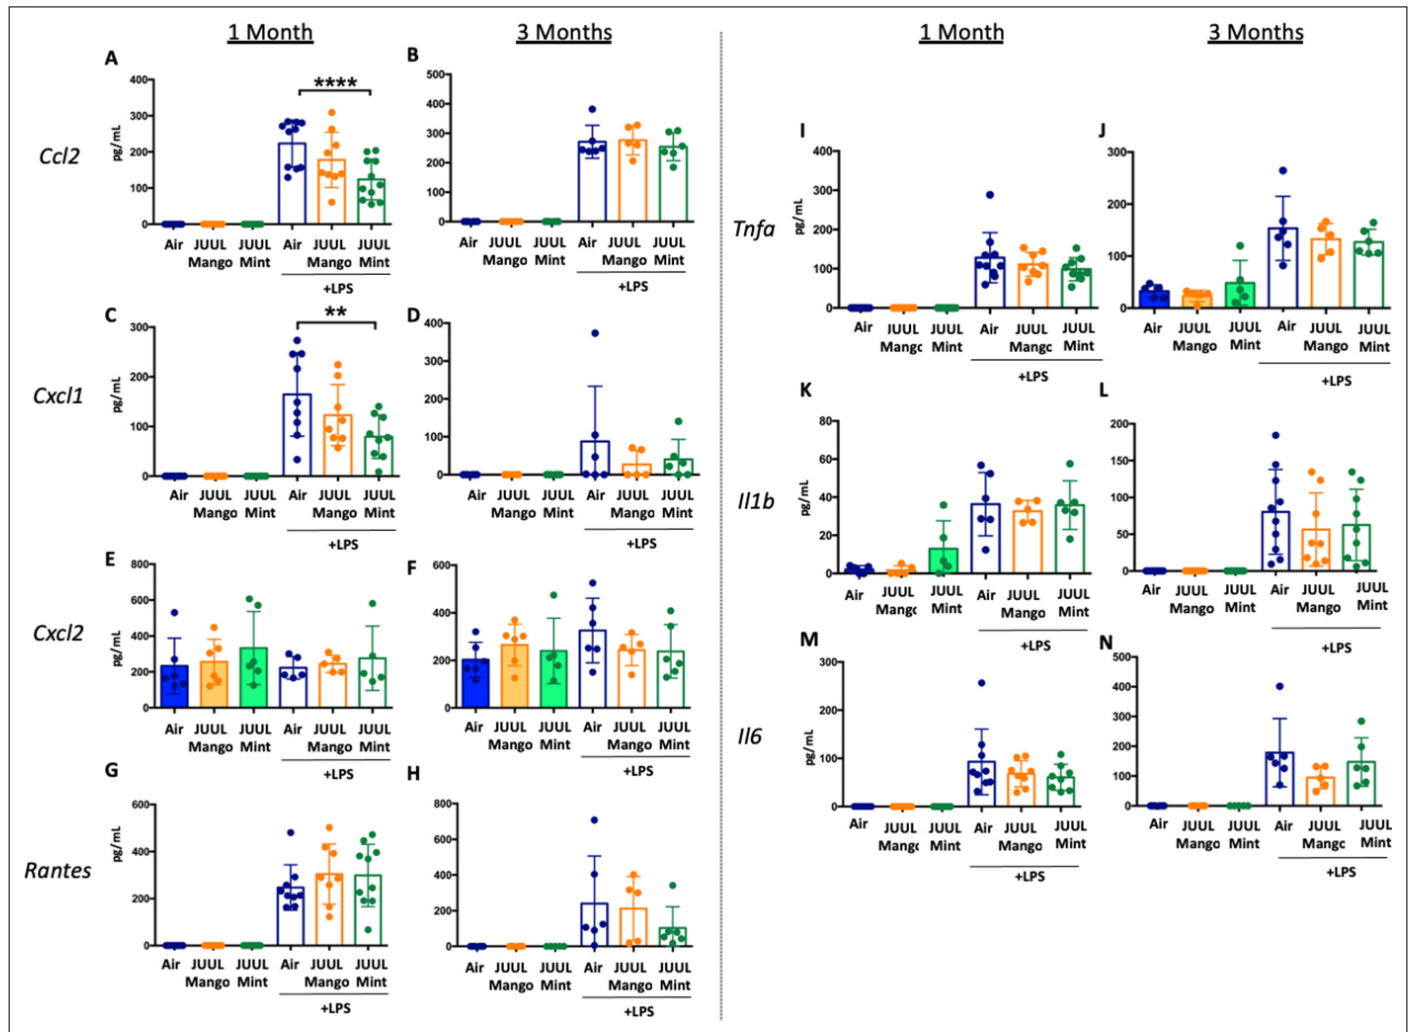 1 Month
3 Months
1 Month
3 Months
A
Ccl2
pg/mL
400
300
200
100
0
****
Air
JUUL
Mango
JUUL
Mint
Air
JUUL
Mango
JUUL
Mint
+LPS
B
500
400
300
200
100
0
Air
JUUL
Mango
JUUL
Mint
Air
JUUL
Mango
JUUL
Mint
+LPS
C
Cxcl1
pg/mL
300
200
100
0
**
Air
JUUL
Mango
JUUL
Mint
Air
JUUL
Mango
JUUL
Mint
+LPS
D
400
300
200
100
0
Air
JUUL
Mango
JUUL
Mint
Air
JUUL
Mango
JUUL
Mint
+LPS
E
Cxcl2
pg/mL
800
600
400
200
0
Air
JUUL
Mango
JUUL
Mint
Air
JUUL
Mango
JUUL
Mint
+LPS
F
600
400
200
0
Air
JUUL
Mango
JUUL
Mint
Air
JUUL
Mango
JUUL
Mint
+LPS
G
Rantes
pg/mL
600
400
200
0
Air
JUUL
Mango
JUUL
Mint
Air
JUUL
Mango
JUUL
Mint
+LPS
H
800
600
400
200
0
Air
JUUL
Mango
JUUL
Mint
Air
JUUL
Mango
JUUL
Mint
+LPS
I
Tnfa
pg/mL
400
300
200
100
0
Air
JUUL
Mangc
JUUL
Mint
Air
JUUL
Mangc
JUUL
Mint
+LPS
J
300
200
100
0
Air
JUUL
Mango
JUUL
Mint
Air
JUUL
Mango
JUUL
Mint
+LPS
K
Il1b
pg/mL
80
60
40
20
0
Air
JUUL
Mangc
JUUL
Mint
Air
JUUL
Mangc
JUUL
Mint
+LPS
L
200
150
100
50
0
Air
JUUL
Mango
JUUL
Mint
Air
JUUL
Mango
JUUL
Mint
+LPS
M
Il6
pg/mL
300
200
100
0
Air
JUUL
Mangc
JUUL
Mint
Air
JUUL
Mangc
JUUL
Mint
+LPS
N
500
400
300
200
100
0
Air
JUUL
Mango
JUUL
Mint
Air
JUUL
Mangc
JUUL
Mint
+LPS